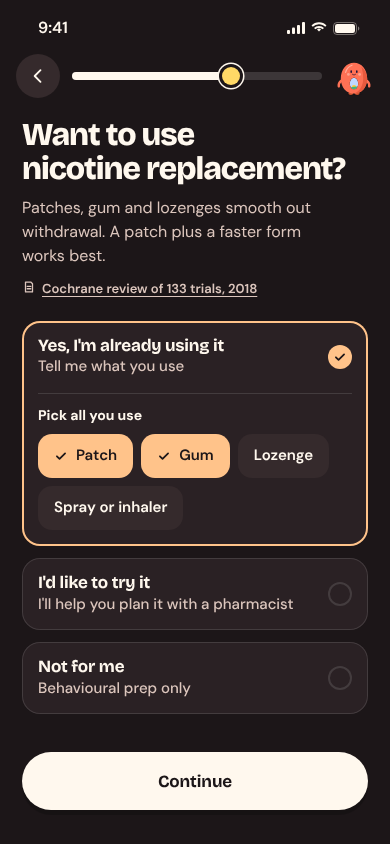 9:41
Want to use
nicotine replacement?
Patches, gum and lozenges smooth out
withdrawal. A patch plus a faster form
works best.
Cochrane review of 133 trials, 2018
Yes, I'm already using it
Tell me what you use
Pick all you use
Patch
Gum
Lozenge
Spray or inhaler
I'd like to try it
I'll help you plan it with a pharmacist
Not for me
Behavioural prep only
Continue